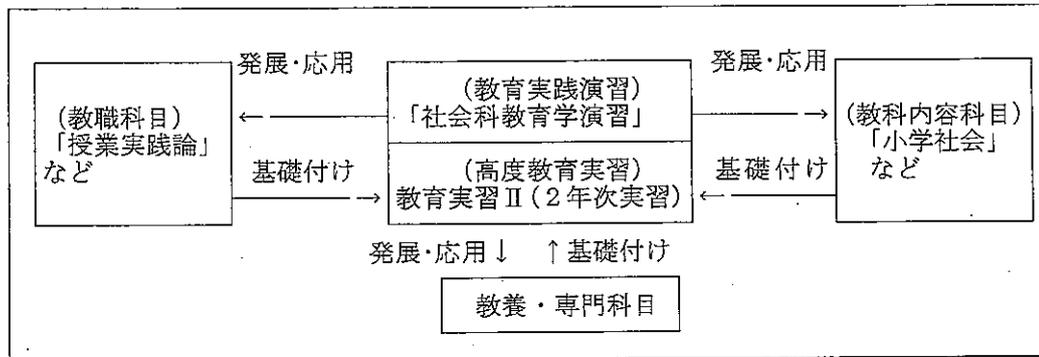 発展・応用
発展・応用
(教育実践演習)
「社会科教育学演習」
(教職科目)
「授業実践論」
など
(教科内容科目)
「小学社会」
など
基礎付け
(高度教育実習)
教育実習Ⅱ(2年次実習)
基礎付け
発展・応用↓ ↑基礎付け
教養・専門科目